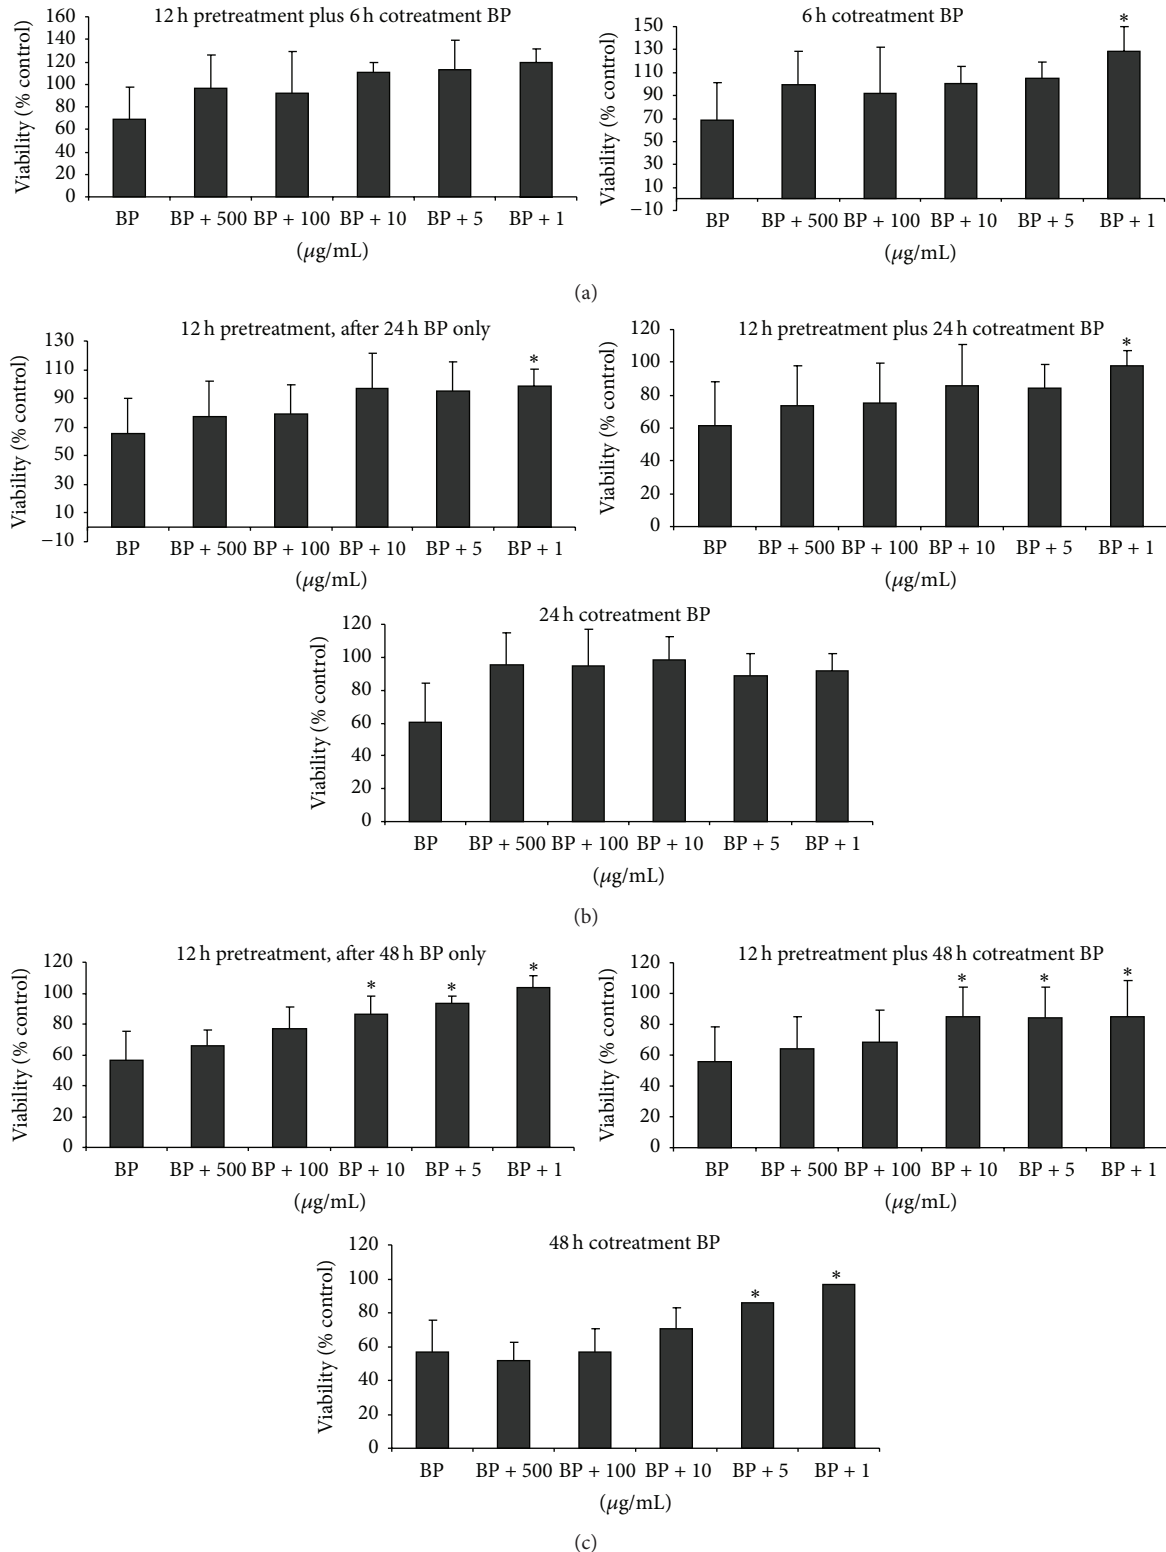 12 h pretreatment plus 6 h cotreatment BP
Viability (% control)
160
140
120
100
80
60
40
20
0
BP BP + 500 BP + 100 BP + 10 BP + 5 BP + 1
(μg/mL)
6 h cotreatment BP
Viability (% control)
150
130
110
90
70
50
30
10
−10
*
BP BP + 500 BP + 100 BP + 10 BP + 5 BP + 1
(μg/mL)
(a)
12 h pretreatment, after 24 h BP only
Viability (% control)
130
110
90
70
50
30
10
−10
*
BP BP + 500 BP + 100 BP + 10 BP + 5 BP + 1
(μg/mL)
12 h pretreatment plus 24 h cotreatment BP
Viability (% control)
120
100
80
60
40
20
0
*
BP BP + 500 BP + 100 BP + 10 BP + 5 BP + 1
(μg/mL)
24 h cotreatment BP
Viability (% control)
120
100
80
60
40
20
0
BP BP + 500 BP + 100 BP + 10 BP + 5 BP + 1
(μg/mL)
(b)
12 h pretreatment, after 48 h BP only
Viability (% control)
120
100
80
60
40
20
0
* * *
BP BP + 500 BP + 100 BP + 10 BP + 5 BP + 1
(μg/mL)
12 h pretreatment plus 48 h cotreatment BP
Viability (% control)
120
100
80
60
40
20
0
* * *
BP BP + 500 BP + 100 BP + 10 BP + 5 BP + 1
(μg/mL)
48 h cotreatment BP
Viability (% control)
120
100
80
60
40
20
0
* *
BP BP + 500 BP + 100 BP + 10 BP + 5 BP + 1
(μg/mL)
(c)